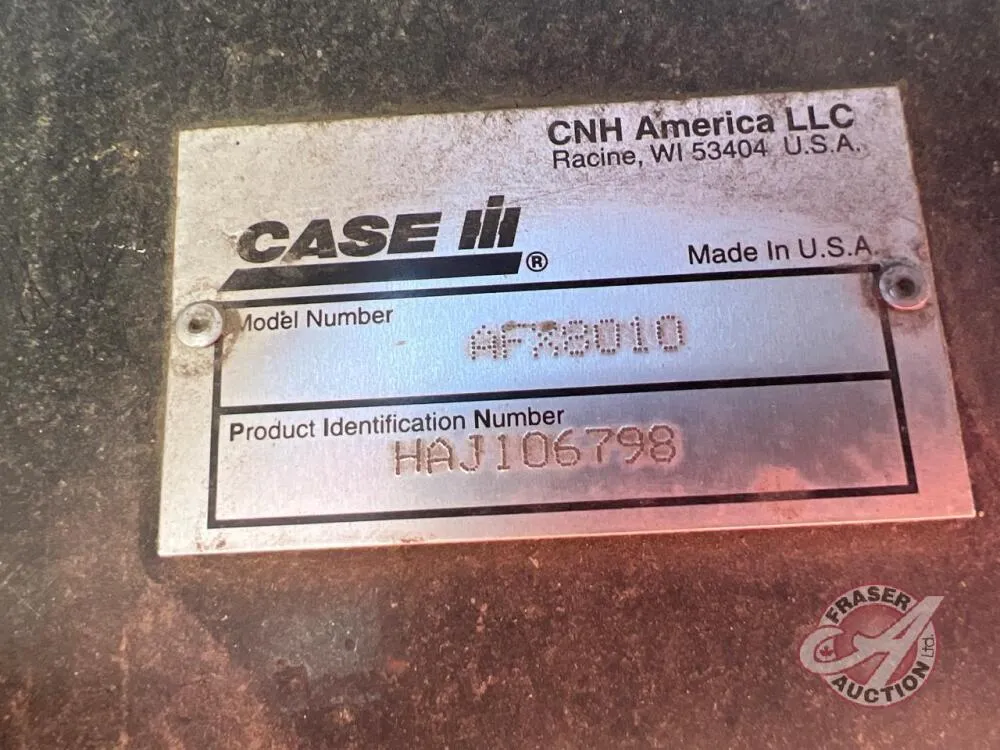 CNH America LLC
Racine, WI 53404 U.S.A.
CASE IH®
Made In U.S.A
Model Number
AFX8010
Product Identification Number
HAJ106798
FRASER
AUCTION Ltd.